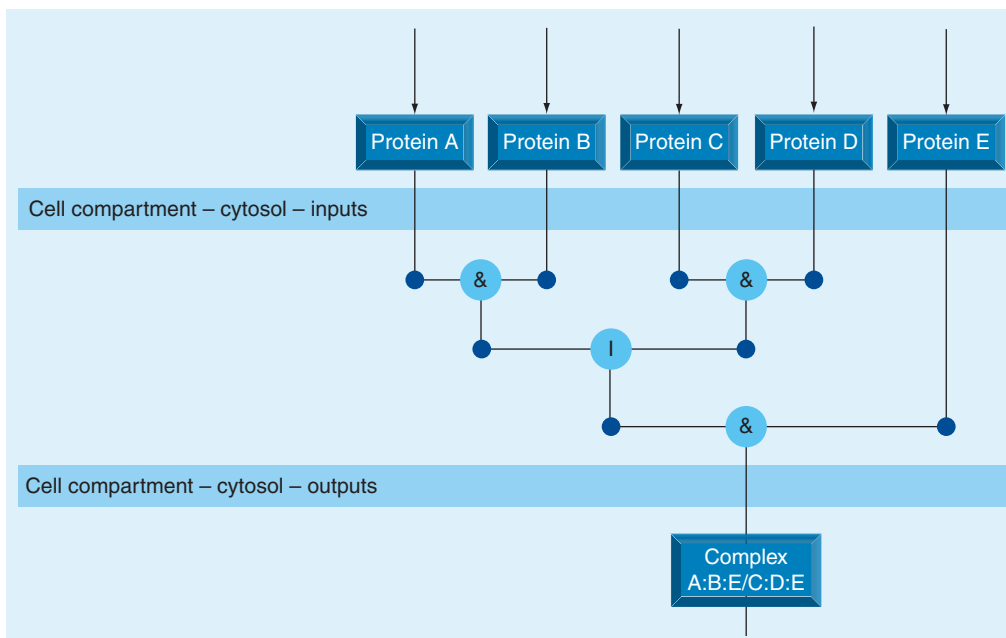 Protein A
Protein B
Protein C
Protein D
Protein E
Cell compartment – cytosol – inputs
&
&
I
&
Cell compartment – cytosol – outputs
Complex
A:B:E/C:D:E